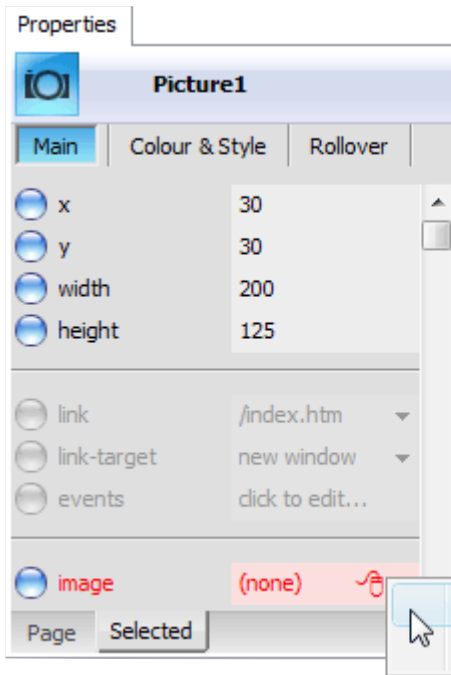 Properties
Picture1
Main Colour & Style Rollover
x 30
y 30
width 200
height 125
link /index.htm
link-target new window
events click to edit...
image (none)
Page Selected